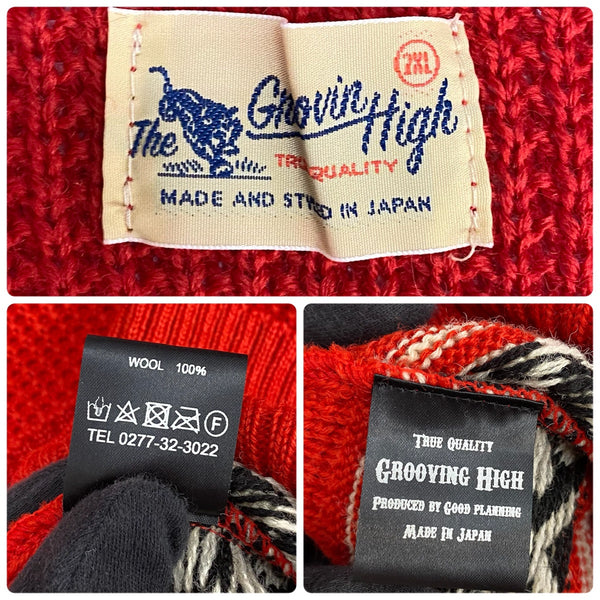 2XL
The Groovin High
TRUE QUALITY
MADE AND STYLED IN JAPAN
WOOL 100%
F
TEL 0277-32-3022
TRUE QUALITY
GROOVING HIGH
PRODUCED BY GOOD PLANNING
MADE IN JAPAN